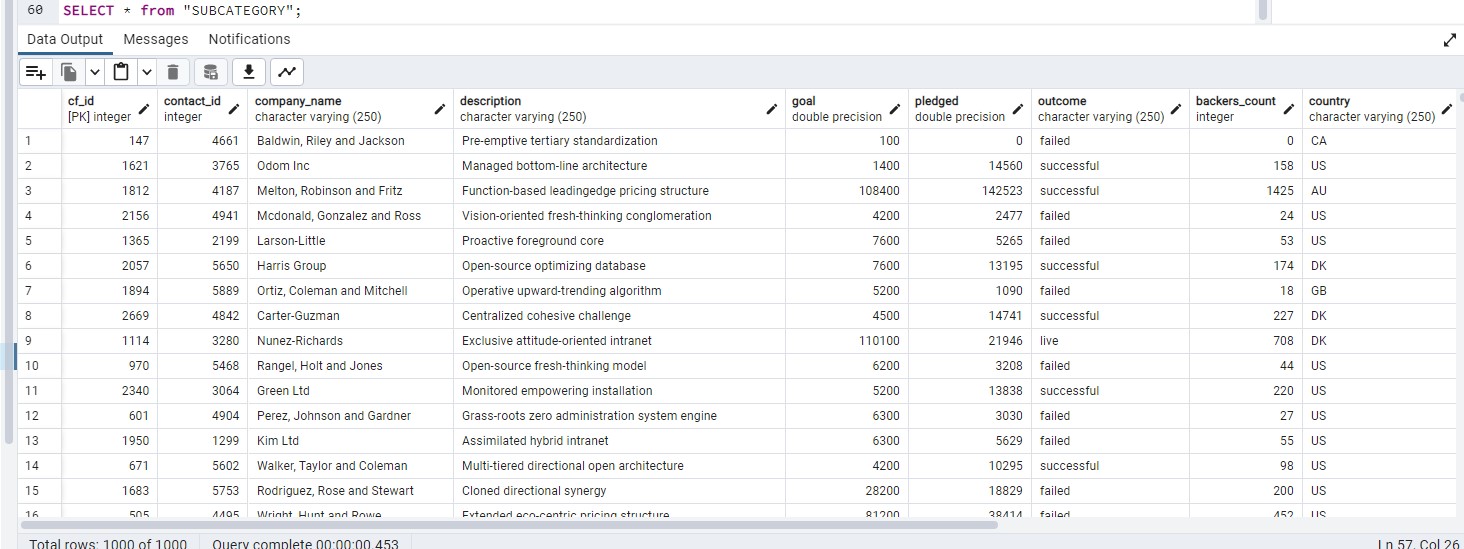 60 SELECT * from "SUBCATEGORY";
Data Output Messages Notifications
cf_id contact_id company_name description goal pledged outcome backers_count country
[PK] integer integer character varying (250) character varying (250) double precision double precision character varying (250) integer character varying (250)
1 147 4661 Baldwin, Riley and Jackson Pre-emptive tertiary standardization 100 0 failed 0 CA
2 1621 3765 Odom Inc Managed bottom-line architecture 1400 14560 successful 158 US
3 1812 4187 Melton, Robinson and Fritz Function-based leadingedge pricing structure 108400 142523 successful 1425 AU
4 2156 4941 Mcdonald, Gonzalez and Ross Vision-oriented fresh-thinking conglomeration 4200 2477 failed 24 US
5 1365 2199 Larson-Little Proactive foreground core 7600 5265 failed 53 US
6 2057 5650 Harris Group Open-source optimizing database 7600 13195 successful 174 DK
7 1894 5889 Ortiz, Coleman and Mitchell Operative upward-trending algorithm 5200 1090 failed 18 GB
8 2669 4842 Carter-Guzman Centralized cohesive challenge 4500 14741 successful 227 DK
9 1114 3280 Nunez-Richards Exclusive attitude-oriented intranet 110100 21946 live 708 DK
10 970 5468 Rangel, Holt and Jones Open-source fresh-thinking model 6200 3208 failed 44 US
11 2340 3064 Green Ltd Monitored empowering installation 5200 13838 successful 220 US
12 601 4904 Perez, Johnson and Gardner Grass-roots zero administration system engine 6300 3030 failed 27 US
13 1950 1299 Kim Ltd Assimilated hybrid intranet 6300 5629 failed 55 US
14 671 5602 Walker, Taylor and Coleman Multi-tiered directional open architecture 4200 10295 successful 98 US
15 1683 5753 Rodriguez, Rose and Stewart Cloned directional synergy 28200 18829 failed 200 US
16 505 4495 Wright, Hunt and Rowe Extended eco-centric pricing structure 81200 38414 failed 452 US
Total rows: 1000 of 1000 Query complete 00:00:00.453 Ln 57, Col 26